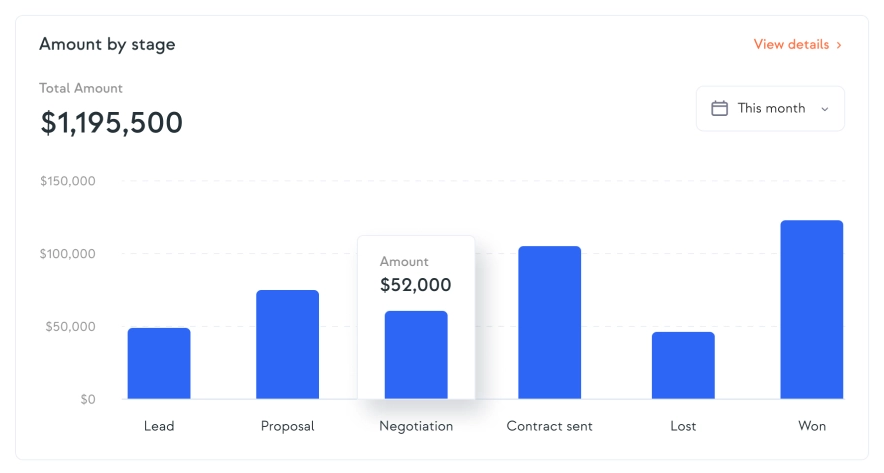 Amount by stage
View details
Total Amount
$1,195,500
This month
$150,000
$100,000
$50,000
$0
Amount
$52,000
Lead
Proposal
Negotiation
Contract sent
Lost
Won